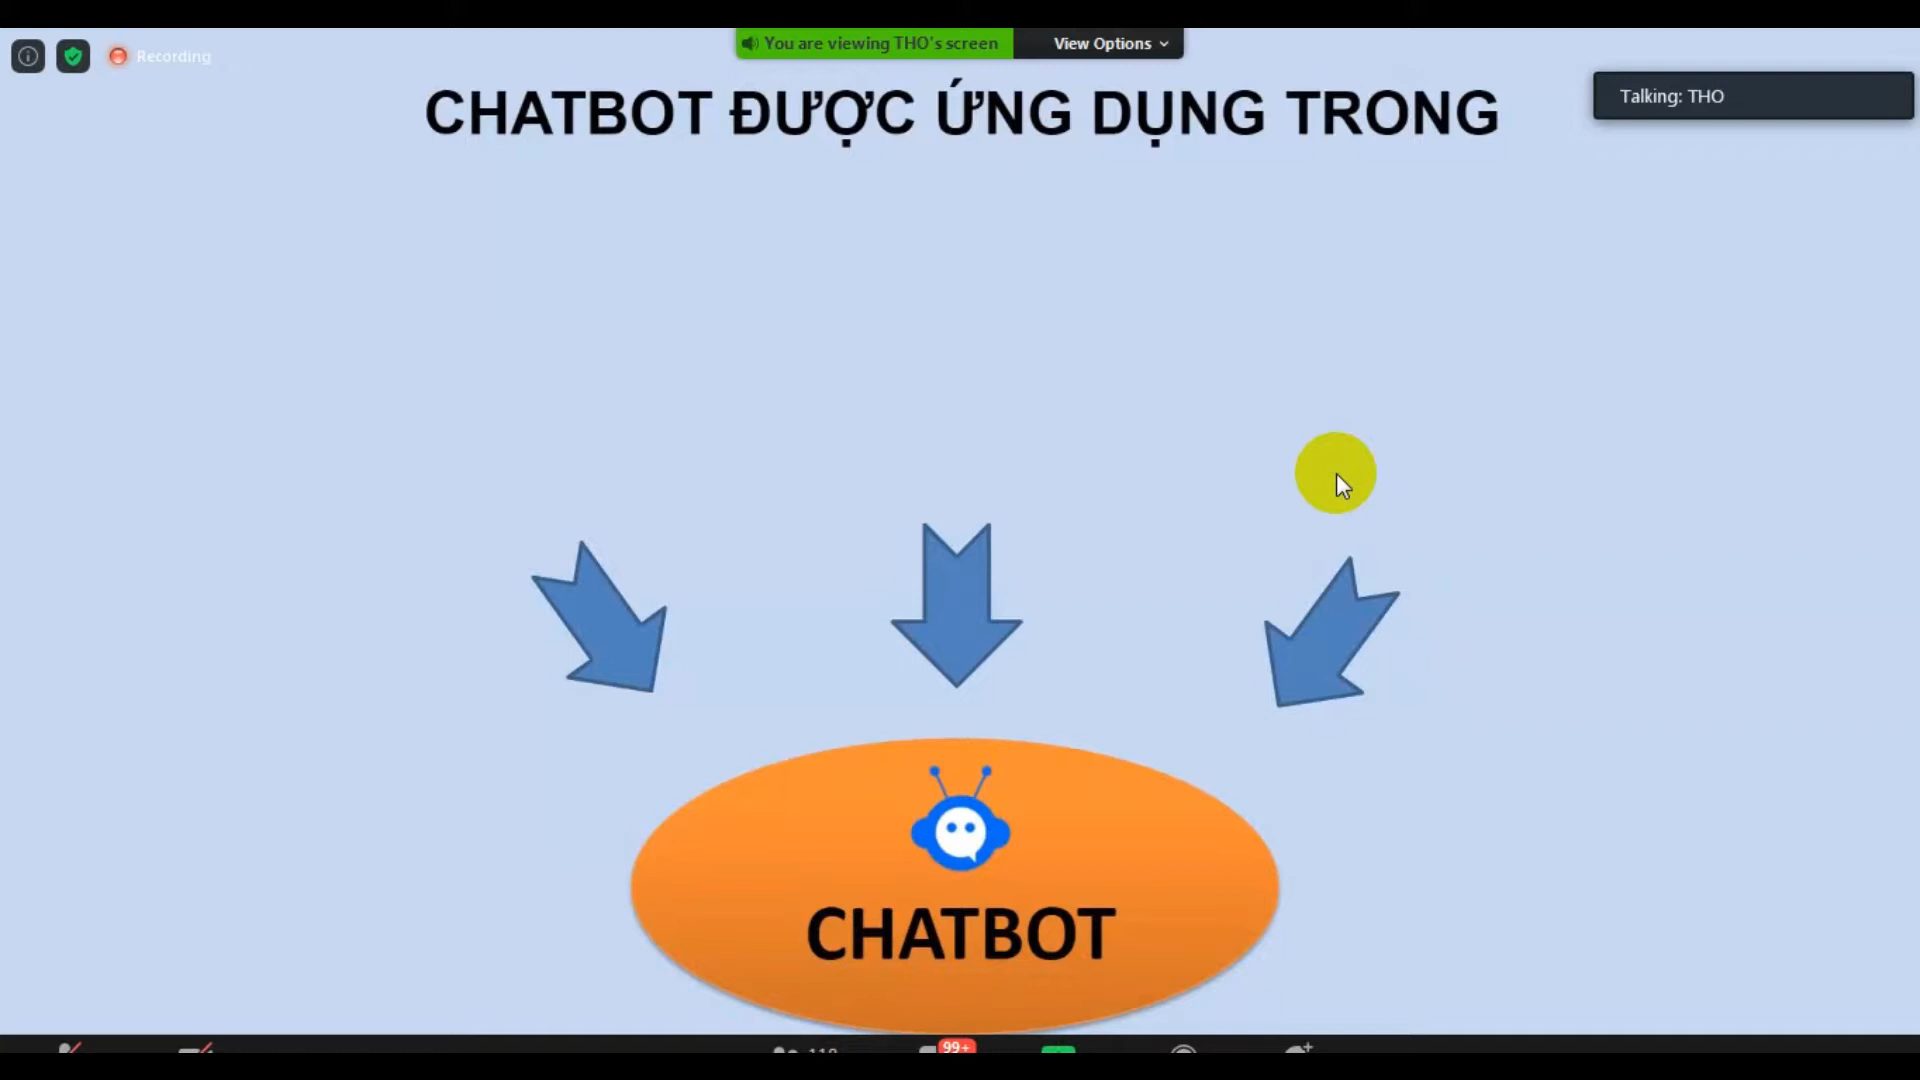 You are viewing THO's screen
View Options
Recording
Talking: THO
CHATBOT ĐƯỢC ỨNG DỤNG TRONG
CHATBOT
99+